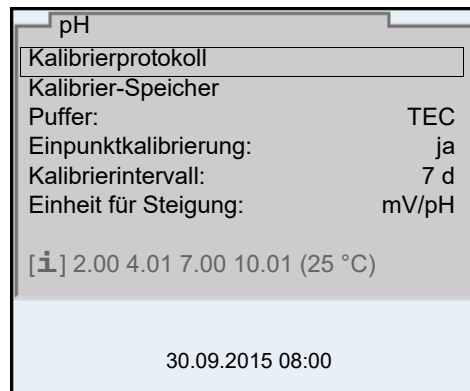 pH
Kalibrierprotokoll
Kalibrier-Speicher
Puffer: TEC
Einpunktkalibrierung: ja
Kalibrierintervall: 7 d
Einheit für Steigung: mV/pH
[i] 2.00 4.01 7.00 10.01 (25 °C)
30.09.2015 08:00